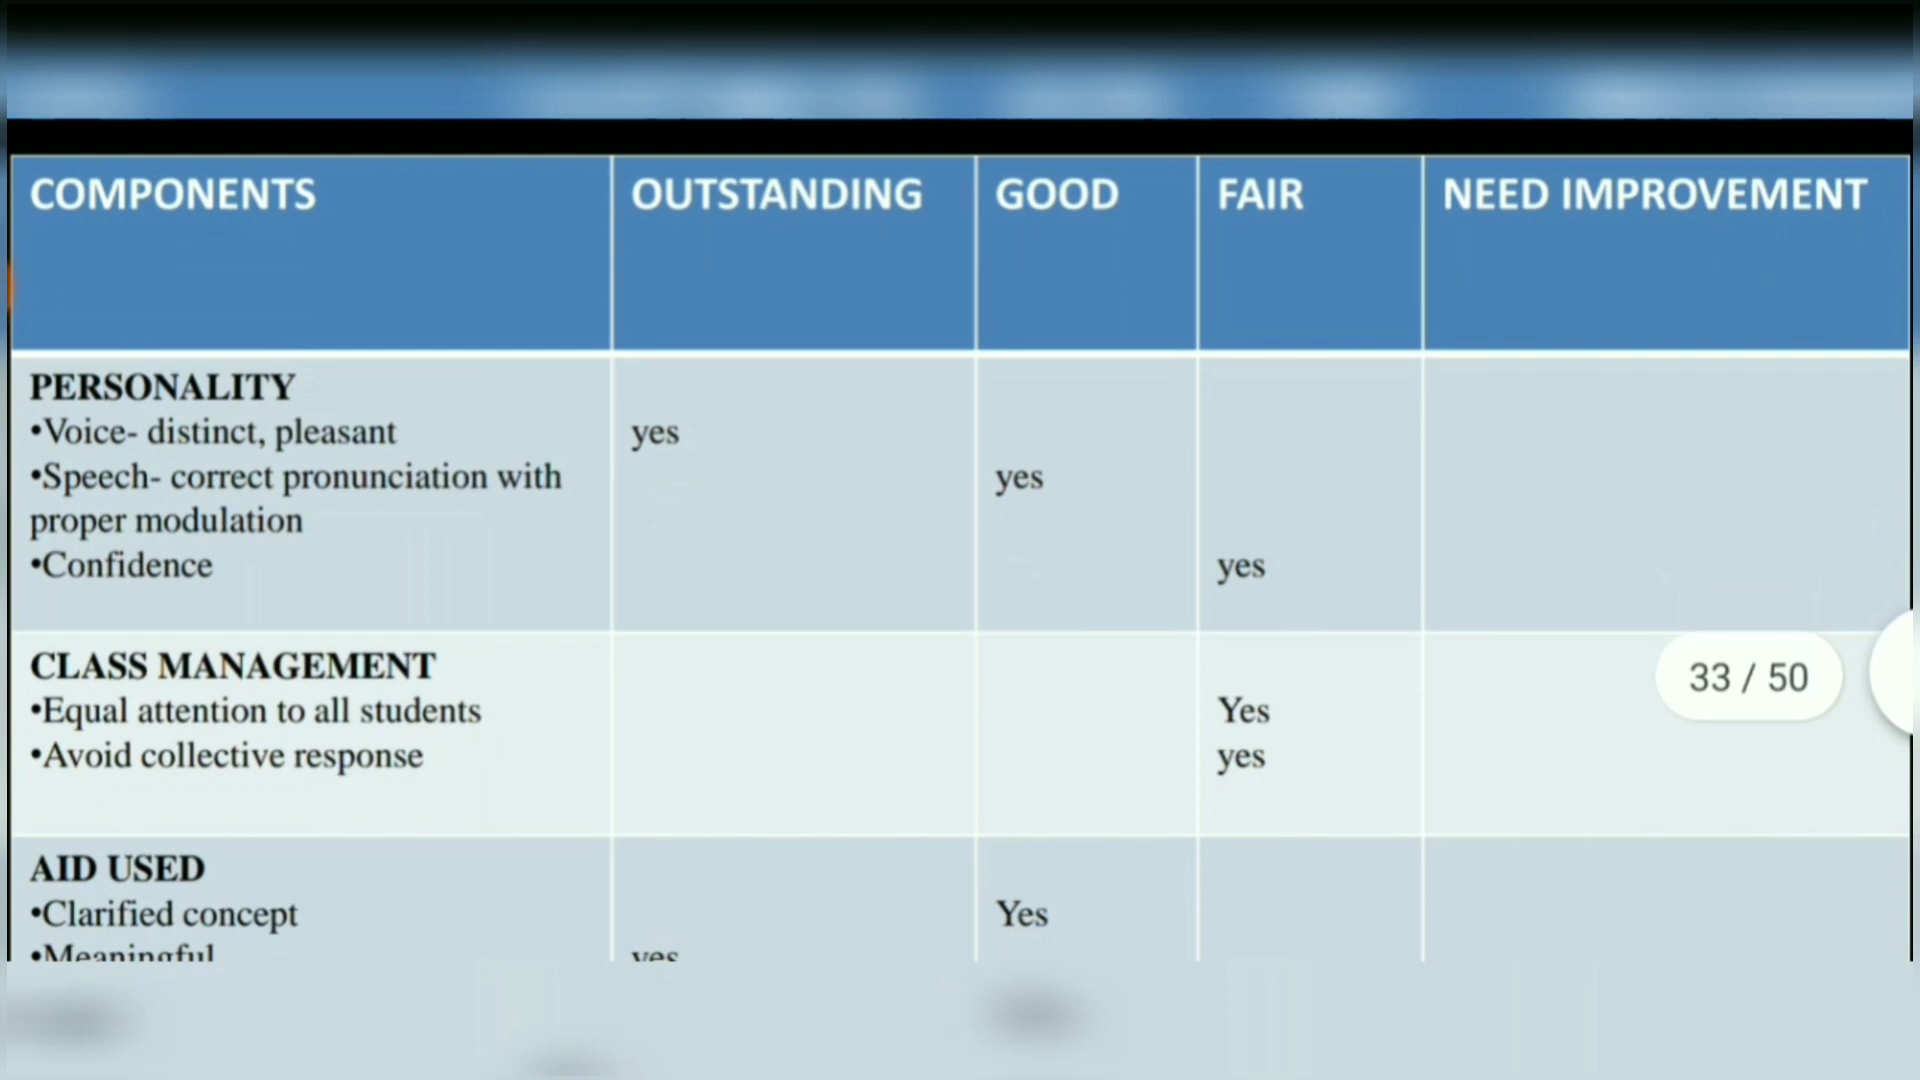 COMPONENTS OUTSTANDING GOOD FAIR NEED IMPROVEMENT
PERSONALITY
•Voice- distinct, pleasant yes
•Speech- correct pronunciation with yes
proper modulation
•Confidence yes
CLASS MANAGEMENT
33 / 50
•Equal attention to all students Yes
•Avoid collective response yes
AID USED
•Clarified concept Yes
•Meaningful yes